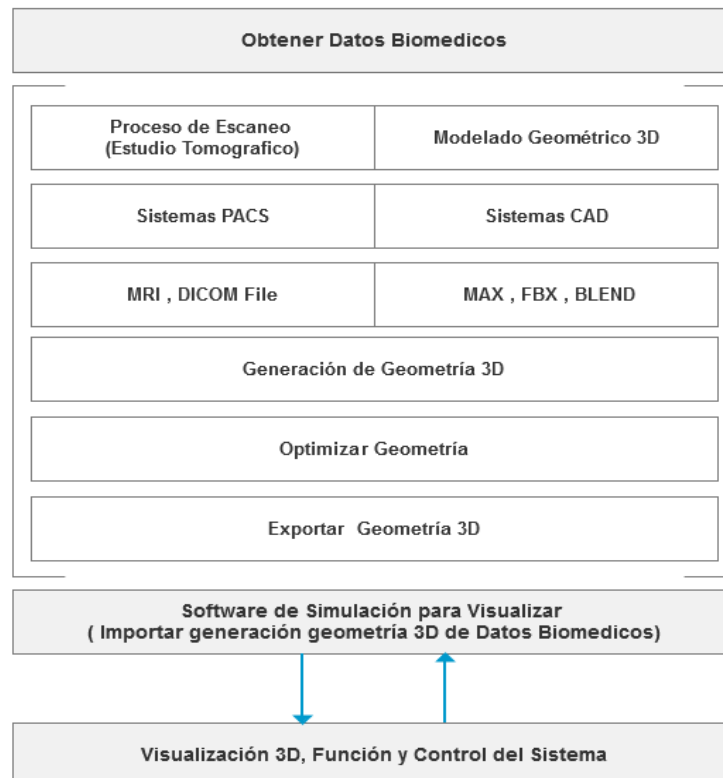 Obtener Datos Biomedicos
Proceso de Escaneo
(Estudio Tomografico)
Modelado Geométrico 3D
Sistemas PACS
Sistemas CAD
MRI , DICOM File
MAX , FBX , BLEND
Generación de Geometría 3D
Optimizar Geometría
Exportar Geometría 3D
Software de Simulación para Visualizar
( Importar generación geometría 3D de Datos Biomedicos)
Visualización 3D, Función y Control del Sistema